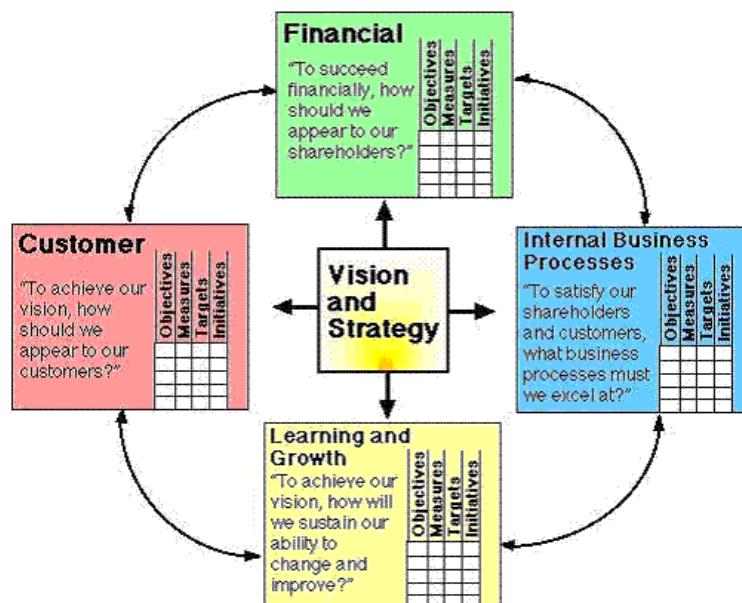 Financial
“To succeed
financially, how
should we
appear to our
shareholders?”
Objectives
Measures
Targets
Initiatives
Customer
“To achieve our
vision, how
should we
appear to our
customers?”
Objectives
Measures
Targets
Initiatives
Vision
and
Strategy
Internal Business
Processes
“To satisfy our
shareholders
and customers,
what business
processes must
we excel at?”
Objectives
Measures
Targets
Initiatives
Learning and
Growth
“To achieve our
vision, how will
we sustain our
ability to
change and
improve?”
Objectives
Measures
Targets
Initiatives